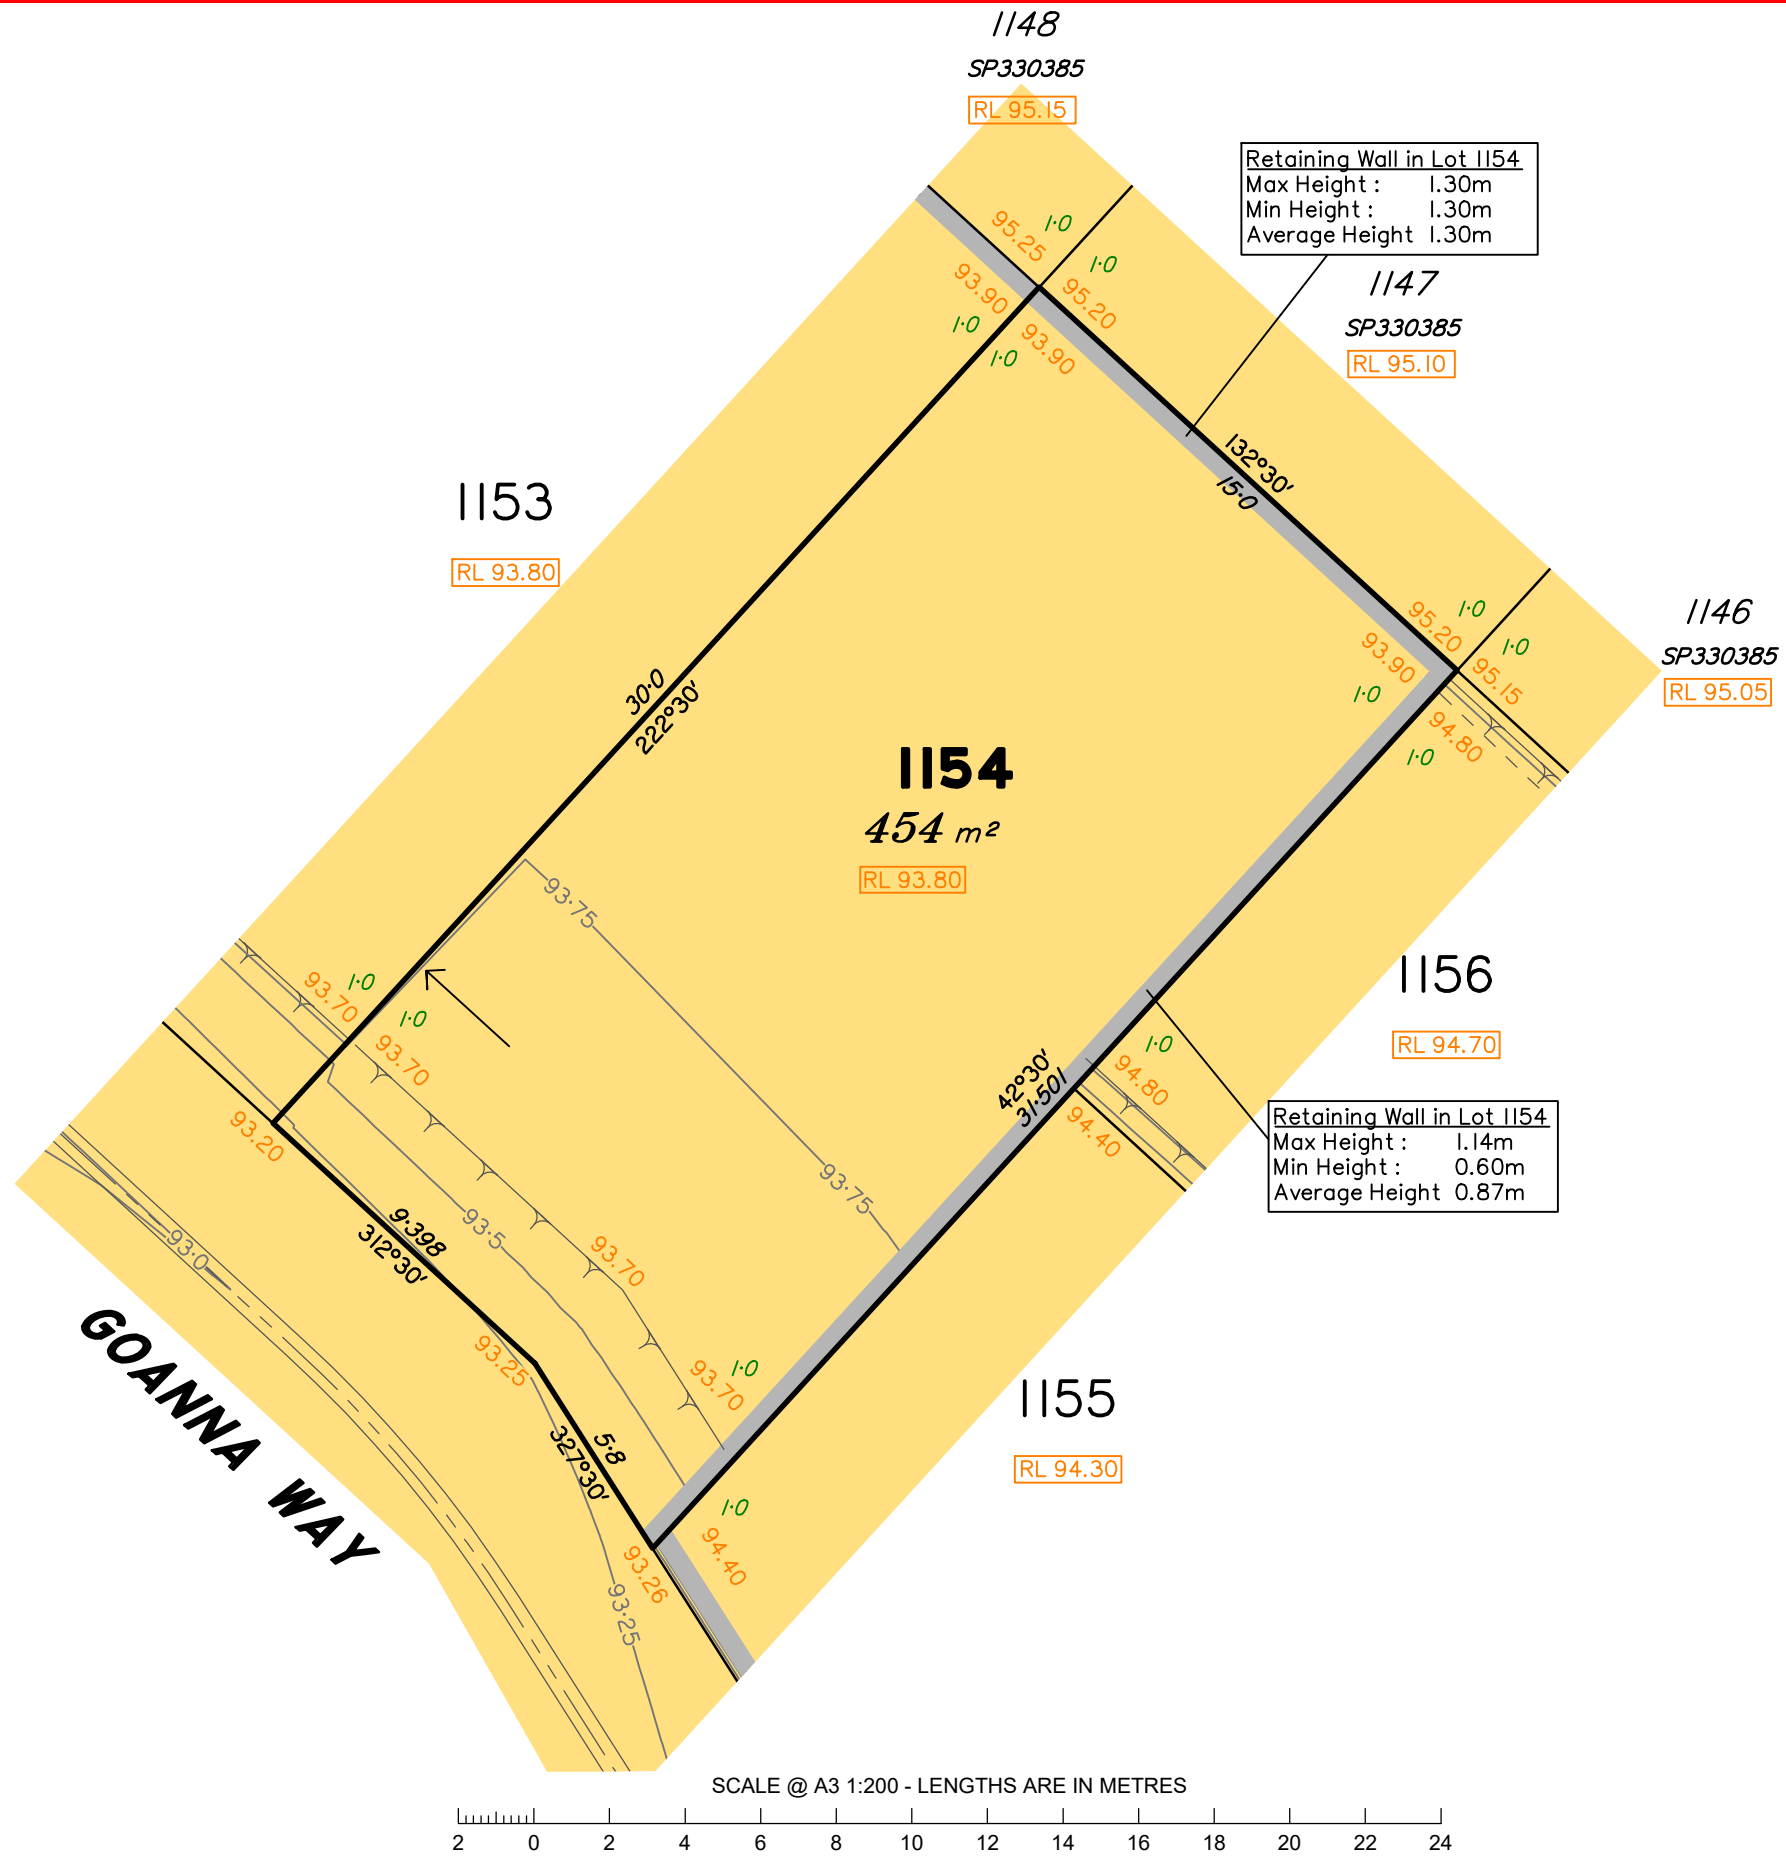 1148
SP330385
RL 95.15
Retaining Wall in Lot 1154
Max Height : 1.30m
Min Height : 1.30m
Average Height 1.30m
1147
SP330385
RL 95.10
95.25
1·0
1·0
95.20
93.90
1·0
93.90
1·0
132°30'
15·0
1153
RL 93.80
1146
SP330385
RL 95.05
95.20
1·0
1·0
95.15
93.90
1·0
94.80
1·0
30·0
222°30'
1154
454 m²
RL 93.80
93·75
1156
RL 94.70
93.70
1·0
1·0
93.70
42°30'
31·501
1·0
94.80
94.40
Retaining Wall in Lot 1154
Max Height : 1.14m
Min Height : 0.60m
Average Height 0.87m
93.20
9·398
312°30'
93·5
93·75
93·0
93.70
93.25
93.70
1·0
1155
RL 94.30
GOANNA WAY
5·8
327°30'
1·0
94.40
93.26
93·25
SCALE @ A3 1:200 - LENGTHS ARE IN METRES
2 0 2 4 6 8 10 12 14 16 18 20 22 24